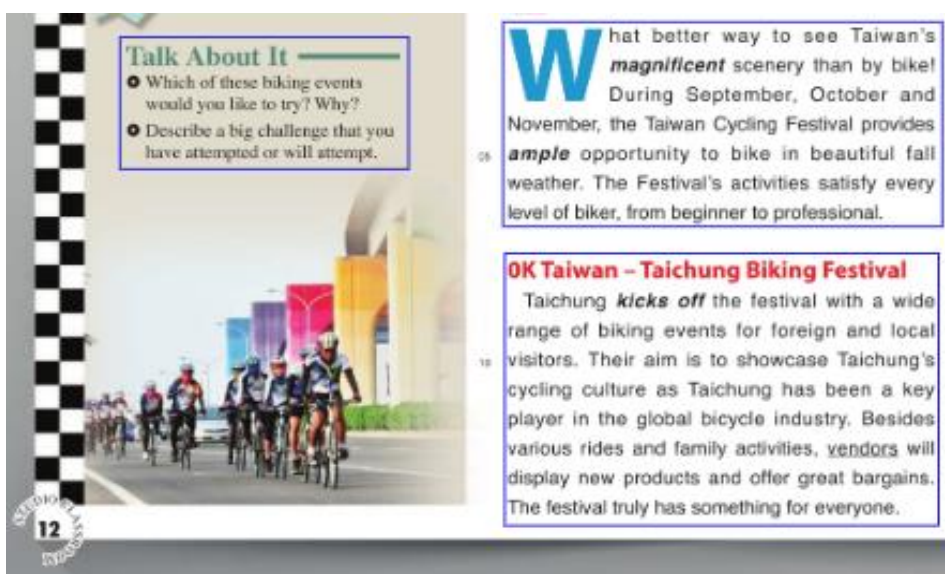 Talk About It
Which of these biking events
would you like to try? Why?
Describe a big challenge that you
have attempted or will attempt.
12
STUDIO CLASSROOM
What better way to see Taiwan's
magnificent scenery than by bike!
During September, October and
November, the Taiwan Cycling Festival provides
05
ample opportunity to bike in beautiful fall
weather. The Festival's activities satisfy every
level of biker, from beginner to professional.
0K Taiwan – Taichung Biking Festival
Taichung kicks off the festival with a wide
range of biking events for foreign and local
10
visitors. Their aim is to showcase Taichung's
cycling culture as Taichung has been a key
player in the global bicycle industry. Besides
various rides and family activities, vendors will
display new products and offer great bargains.
The festival truly has something for everyone.